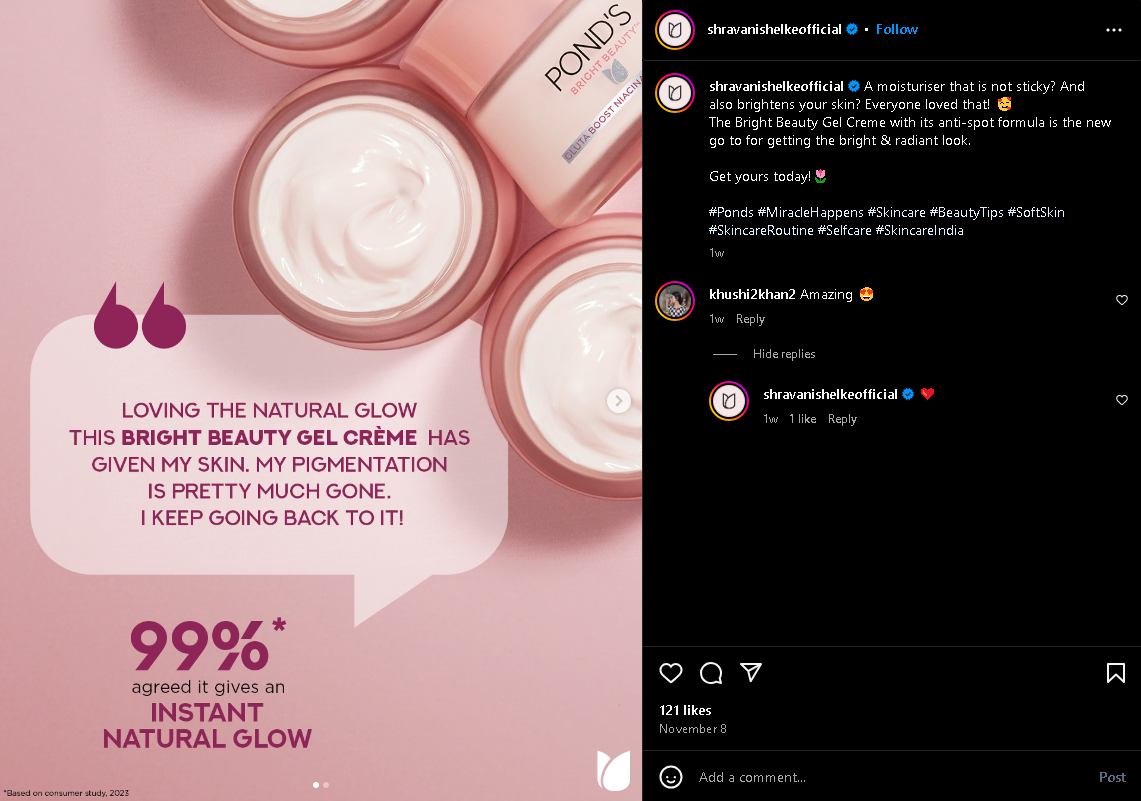 POND'S
BRIGHT BEAUTY™
GLUTA BOOST NIACIN
LOVING THE NATURAL GLOW
THIS BRIGHT BEAUTY GEL CRÈME HAS
GIVEN MY SKIN. MY PIGMENTATION
IS PRETTY MUCH GONE.
I KEEP GOING BACK TO IT!
99%*
agreed it gives an
INSTANT
NATURAL GLOW
*Based on consumer study, 2023
shravanishelkeofficial • Follow
shravanishelkeofficial A moisturiser that is not sticky? And
also brightens your skin? Everyone loved that! 🥰
The Bright Beauty Gel Creme with its anti-spot formula is the new
go to for getting the bright & radiant look.
Get yours today!🌷
#Ponds #MiracleHappens #Skincare #BeautyTips #SoftSkin
#SkincareRoutine #Selfcare #SkincareIndia
1w
khushi2khan2 Amazing 😍
1w Reply
Hide replies
shravanishelkeofficial ❤️
1w 1 like Reply
121 likes
November 8
Add a comment...
Post